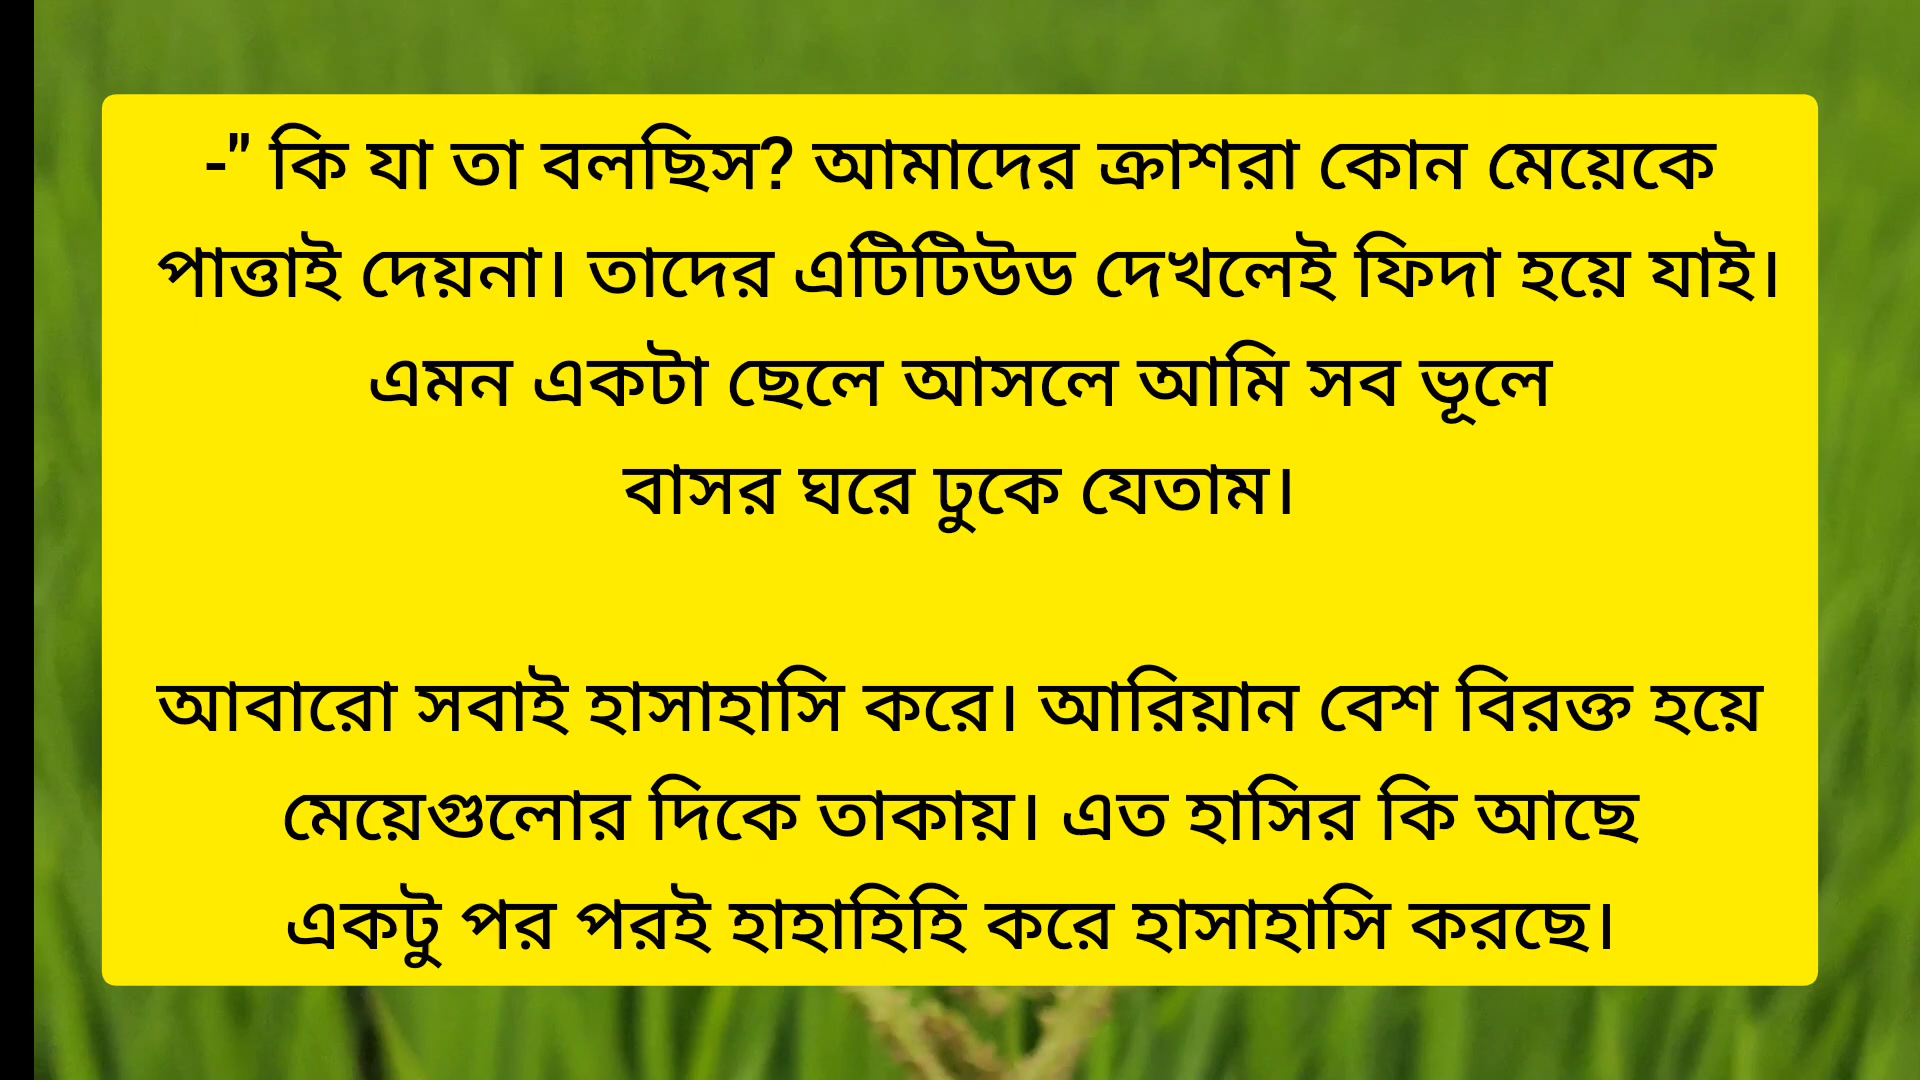 -" কি যা তা বলছিস? আমাদের ক্রাশরা কোন মেয়েকে
পাত্তাই দেয়না। তাদের এটিটিউড দেখলেই ফিদা হয়ে যাই।
এমন একটা ছেলে আসলে আমি সব ভূলে
বাসর ঘরে ঢুকে যেতাম।
আবারো সবাই হাসাহাসি করে। আরিয়ান বেশ বিরক্ত হয়ে
মেয়েগুলোর দিকে তাকায়। এত হাসির কি আছে
একটু পর পরই হাহাহিহি করে হাসাহাসি করছে।